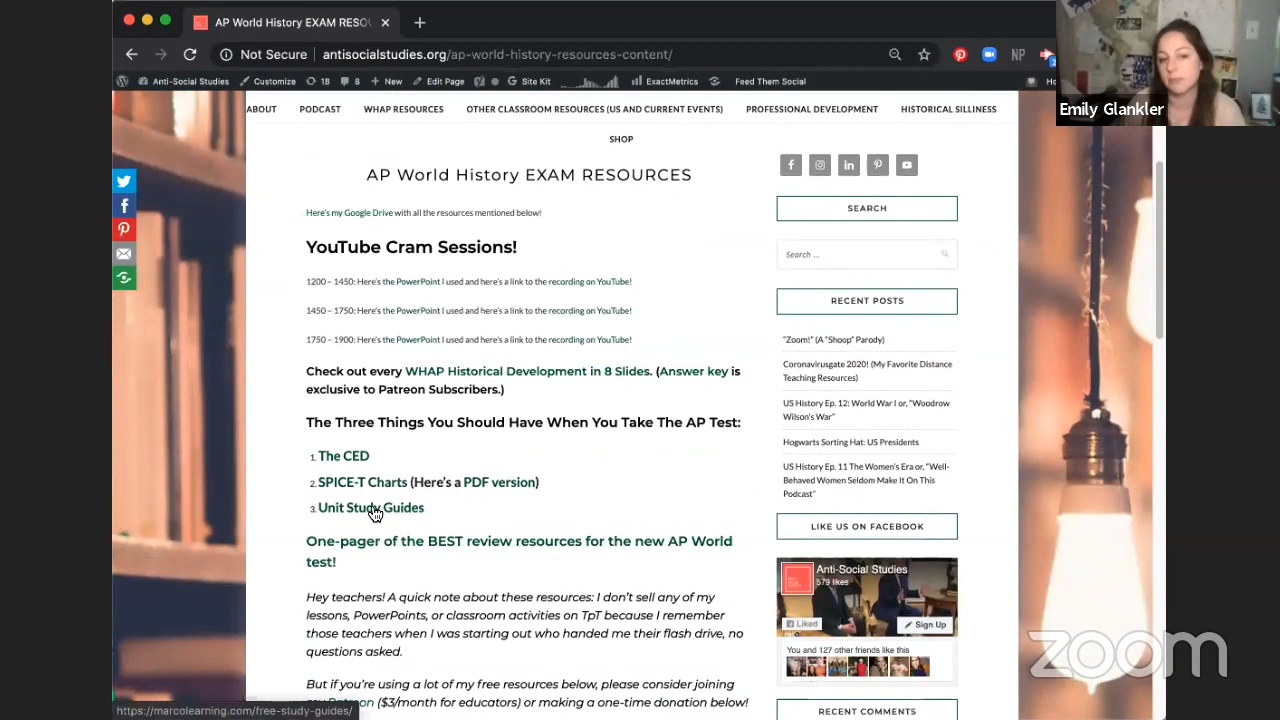 AP World History EXAM RESOU
Not Secure | antisocialstudies.org/ap-world-history-resources-content/
NP
Emily Glankler
Anti-Social Studies Customize 18 8 New Edit Page Site Kit ExactMetrics Feed Them Social
ABOUT PODCAST WHAP RESOURCES OTHER CLASSROOM RESOURCES (US AND CURRENT EVENTS) PROFESSIONAL DEVELOPMENT HISTORICAL SILLINESS
SHOP
AP World History EXAM RESOURCES
Here's my Google Drive with all the resources mentioned below!
YouTube Cram Sessions!
1200 – 1450: Here's the PowerPoint I used and here's a link to the recording on YouTube!
1450 – 1750: Here's the PowerPoint I used and here's a link to the recording on YouTube!
1750 – 1900: Here's the PowerPoint I used and here's a link to the recording on YouTube!
Check out every WHAP Historical Development in 8 Slides. (Answer key is
exclusive to Patreon Subscribers.)
The Three Things You Should Have When You Take The AP Test:
1. The CED
2. SPICE-T Charts (Here's a PDF version)
3. Unit Study Guides
One-pager of the BEST review resources for the new AP World
test!
Hey teachers! A quick note about these resources: I don't sell any of my
lessons, PowerPoints, or classroom activities on TpT because I remember
those teachers when I was starting out who handed me their flash drive, no
questions asked.
But if you're using a lot of my free resources below, please consider joining
Patreon ($3/month for educators) or making a one-time donation below!
SEARCH
Search ...
RECENT POSTS
"Zoom!" (A "Shoop" Parody)
Coronavirusgate 2020! (My Favorite Distance
Teaching Resources)
US History Ep. 12: World War I or, "Woodrow
Wilson's War"
Hogwarts Sorting Hat: US Presidents
US History Ep. 11 The Women's Era or, "Well-
Behaved Women Seldom Make It On This
Podcast"
LIKE US ON FACEBOOK
Anti-Social Studies
579 likes
Liked
Sign Up
You and 127 other friends like this
RECENT COMMENTS
https://marcolearning.com/free-study-guides/
zoom